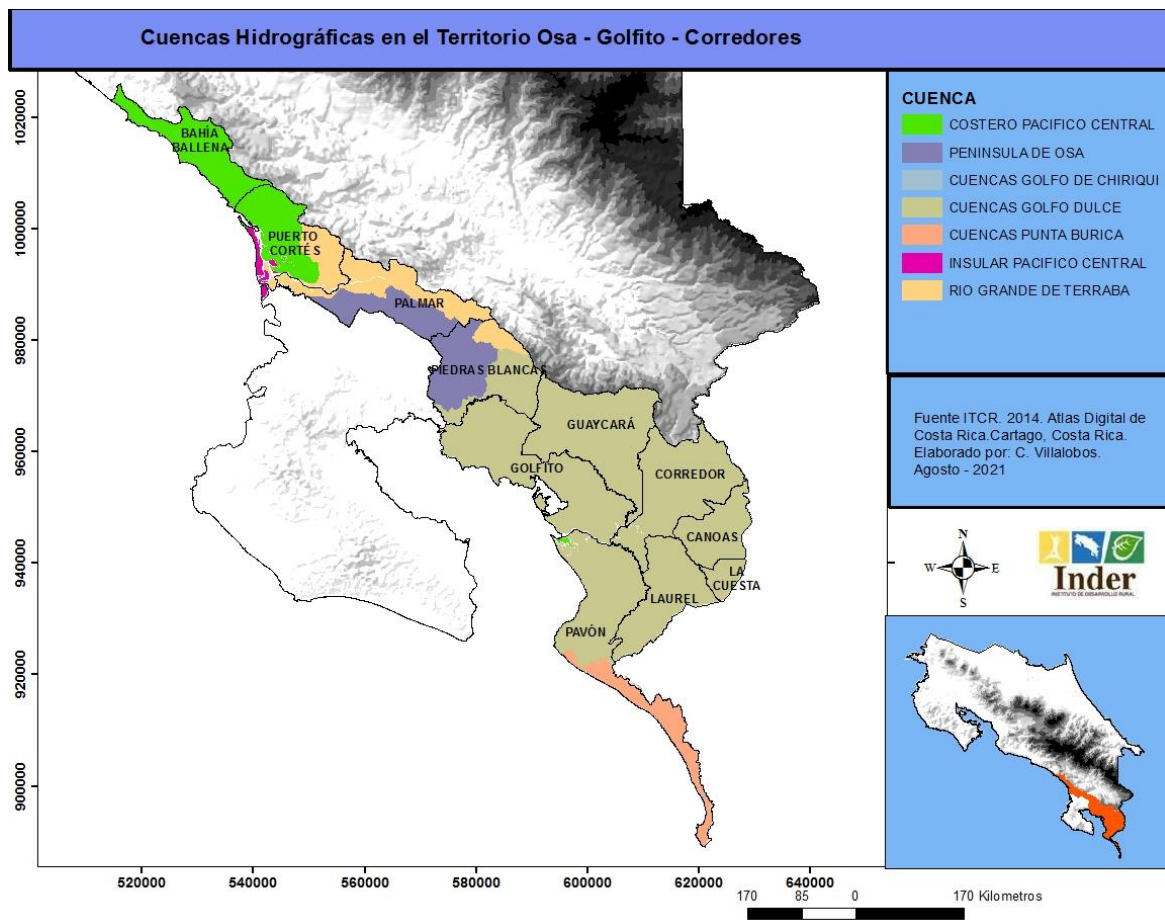 Cuencas Hidrográficas en el Territorio Osa - Golfito - Corredores
1020000
1000000
980000
960000
940000
920000
900000
BAHÍA
BALLENA
PUERTO
CORTÉS
PALMAR
PIEDRAS BLANCAS
GUAYCARÁ
GOLFITO
CORREDOR
CANOAS
LA
CUESTA
LAUREL
PAVÓN
520000
540000
560000
580000
600000
620000
640000
CUENCA
COSTERO PACIFICO CENTRAL
PENINSULA DE OSA
CUENCAS GOLFO DE CHIRIQUI
CUENCAS GOLFO DULCE
CUENCAS PUNTA BURICA
INSULAR PACIFICO CENTRAL
RIO GRANDE DE TERRABA
Fuente ITCR. 2014. Atlas Digital de
Costa Rica.Cartago, Costa Rica.
Elaborado por: C. Villalobos.
Agosto - 2021
N
W E
S
Inder
INSTITUTO DE DESARROLLO RURAL
170 85 0 170 Kilometros